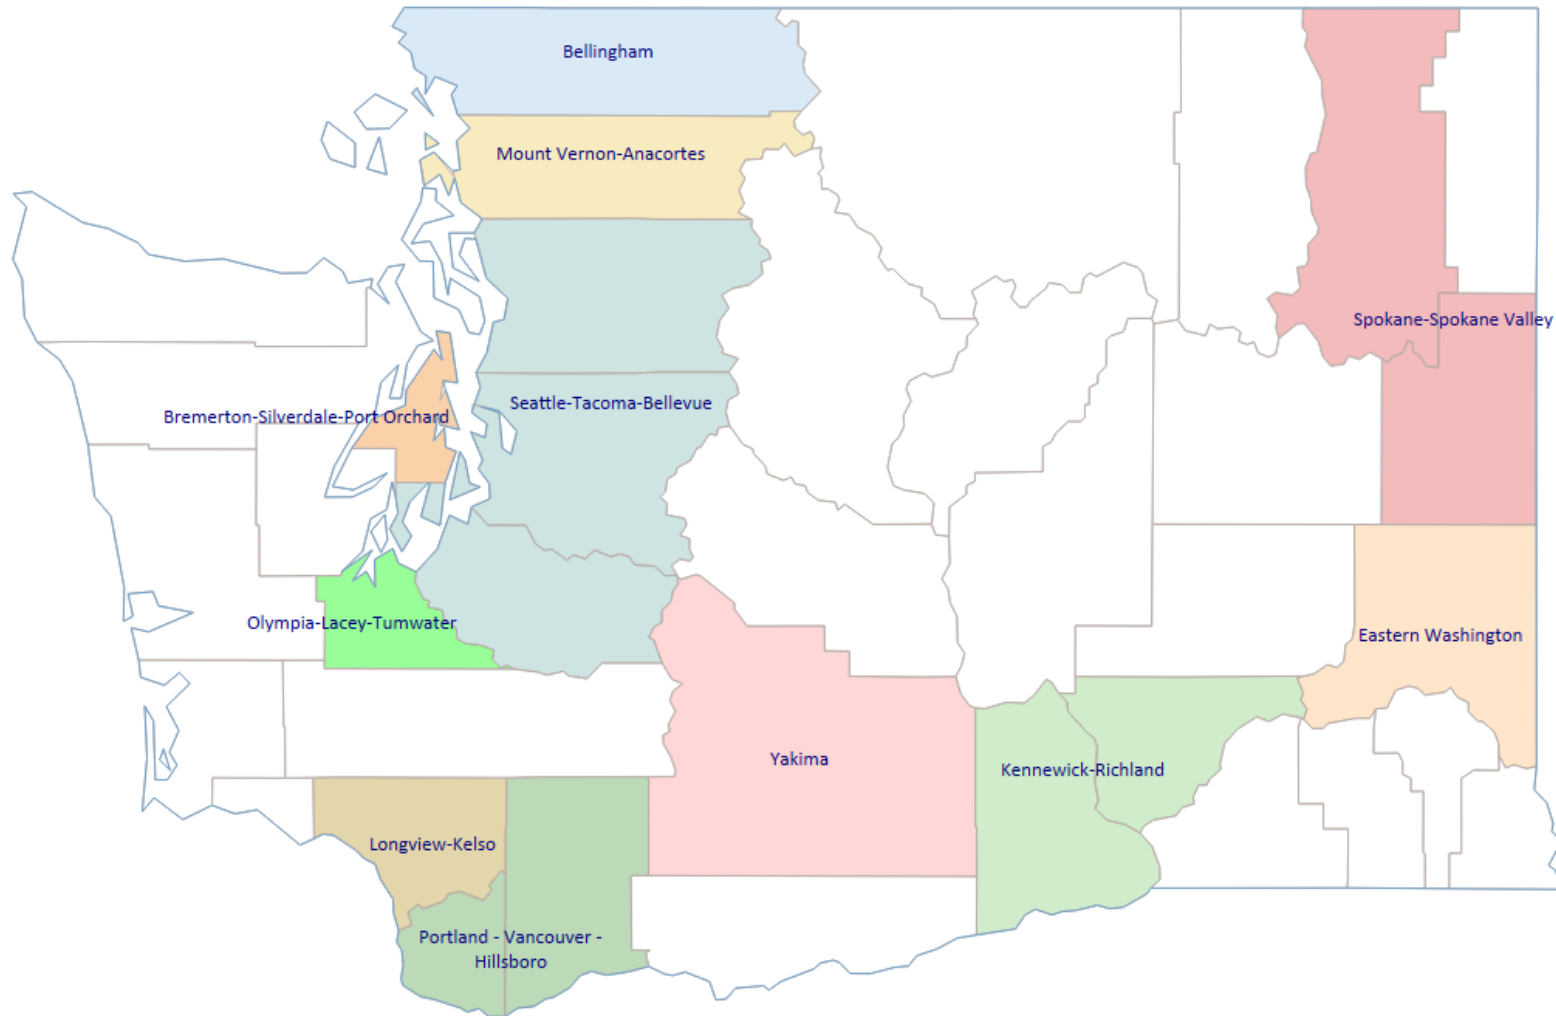 Bellingham
Mount Vernon-Anacortes
Spokane-Spokane Valley
Seattle-Tacoma-Bellevue
Bremerton-Silverdale-Port Orchard
Olympia-Lacey-Tumwater
Eastern Washington
Yakima
Kennewick-Richland
Longview-Kelso
Portland - Vancouver -
Hillsboro